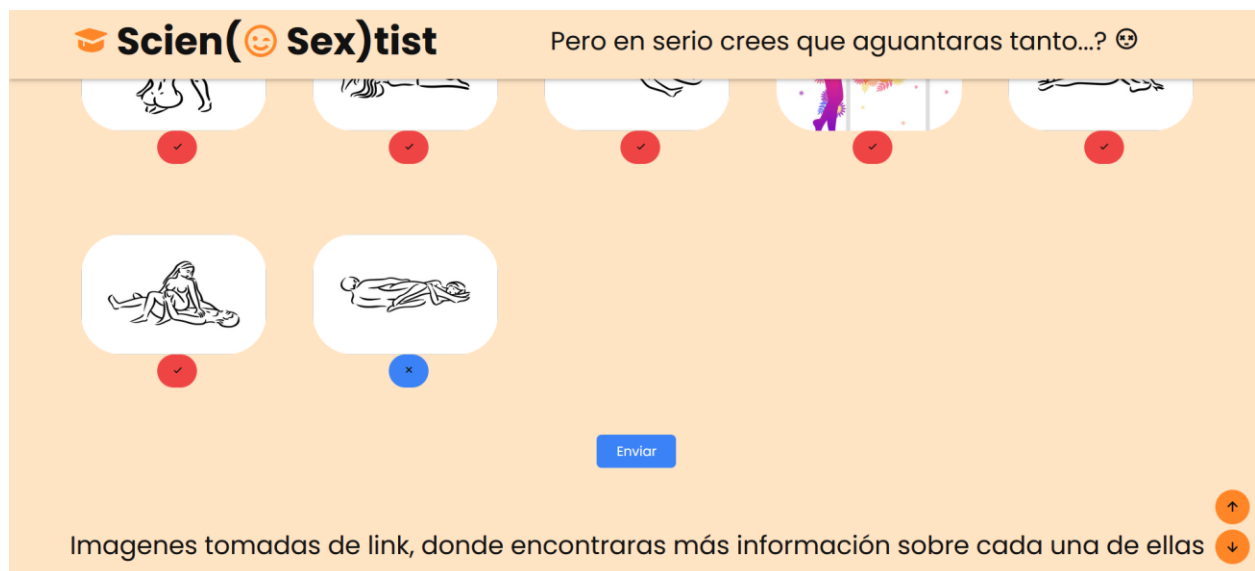 Scien( Sex)tist
Pero en serio crees que aguantaras tanto...?
Enviar
Imagenes tomadas de link, donde encontraras más información sobre cada una de ellas